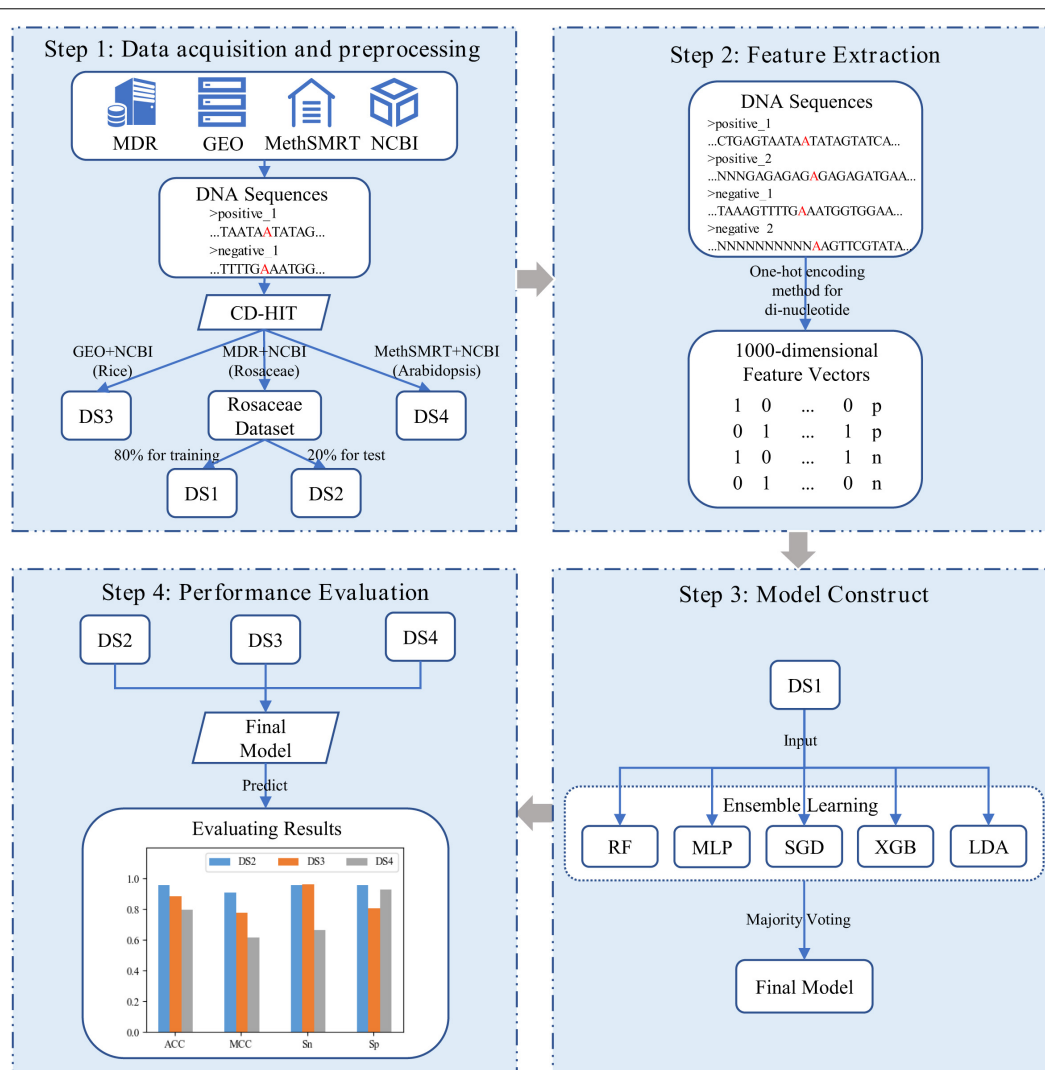 Step 1: Data acquisition and preprocessing
MDR GEO MethSMRT NCBI
DNA Sequences
>positive_1
...TAATAATATAG...
>negative_1
...TTTTGAAATGG...
CD-HIT
GEO+NCBI
(Rice)
MDR+NCBI
(Rosaceae)
MethSMRT+NCBI
(Arabidopsis)
DS3
Rosaceae
Dataset
DS4
80% for training
20% for test
DS1
DS2
Step 2: Feature Extraction
DNA Sequences
>positive_1
...CTGAGTAATAATATAGTATCA...
>positive_2
...NNNGAGAGAGAGAGAGATGAA...
>negative_1
...TAAAGTTTTGAAATGGTGGAA...
>negative_2
...NNNNNNNNNNAAGTTCGTATA...
One-hot encoding
method for
di-nucleotide
1000-dimensional
Feature Vectors
1 0 ... 0 p
0 1 ... 1 p
1 0 ... 1 n
0 1 ... 0 n
Step 3: Model Construct
DS1
Input
Ensemble Learning
RF MLP SGD XGB LDA
Majority Voting
Final Model
Step 4: Performance Evaluation
DS2 DS3 DS4
Final
Model
Predict
Evaluating Results
DS2 DS3 DS4
1.0
0.8
0.6
0.4
0.2
0.0
ACC MCC Sn Sp